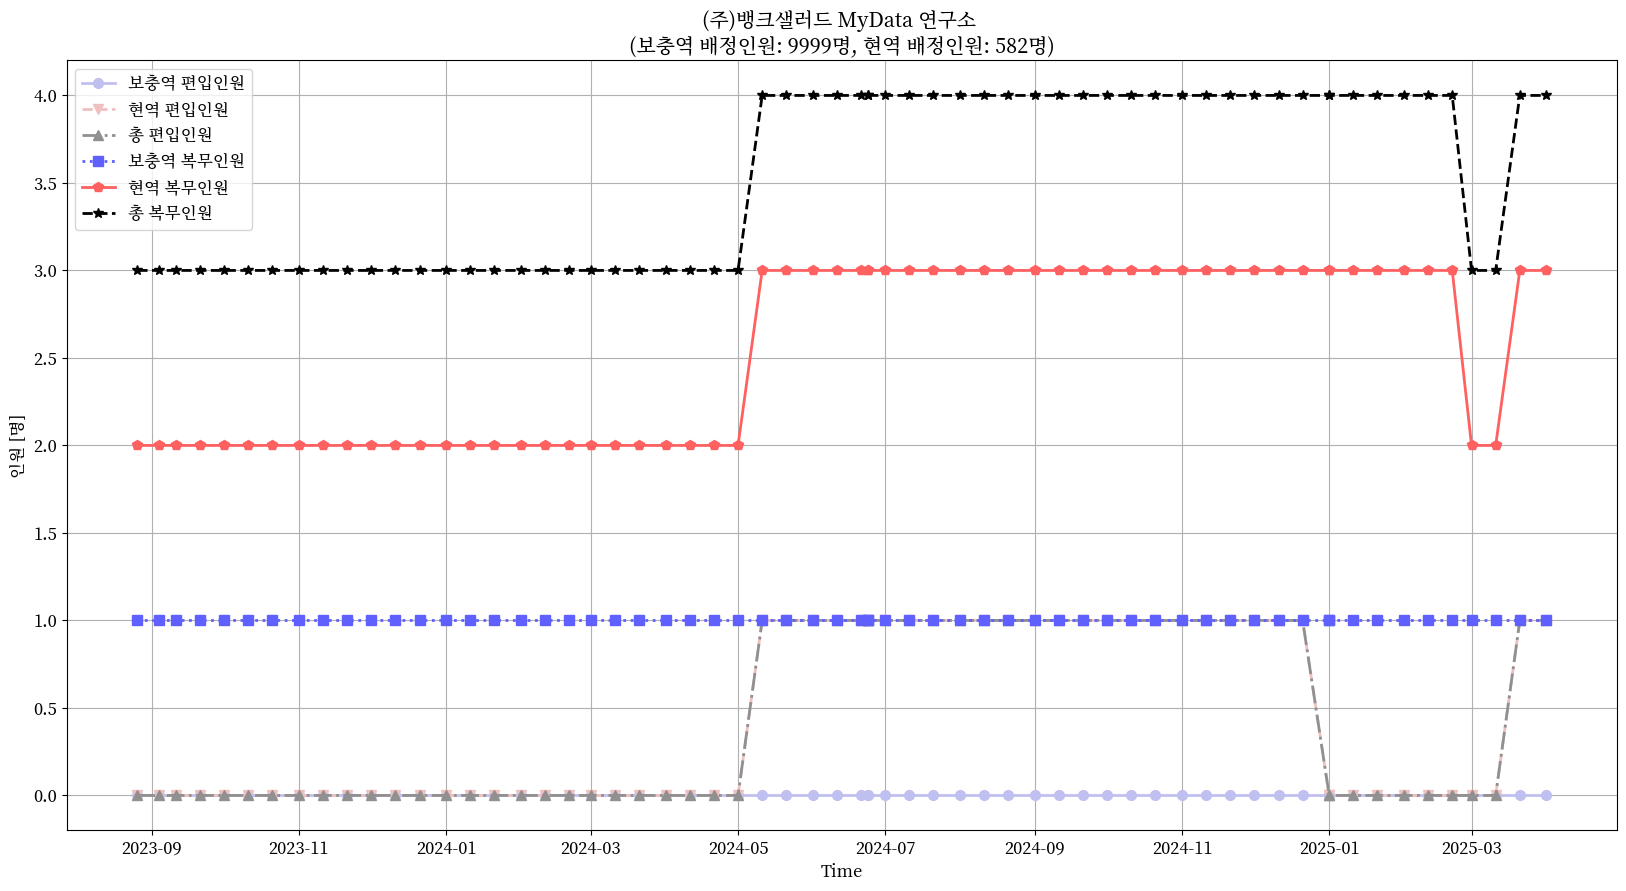 (주)뱅크샐러드 MyData 연구소
(보충역 배정인원: 9999명, 현역 배정인원: 582명)
보충역 편입인원
현역 편입인원
총 편입인원
보충역 복무인원
현역 복무인원
총 복무인원
인원 [명]
4.0
3.5
3.0
2.5
2.0
1.5
1.0
0.5
0.0
2023-09
2023-11
2024-01
2024-03
2024-05
2024-07
2024-09
2024-11
2025-01
2025-03
Time